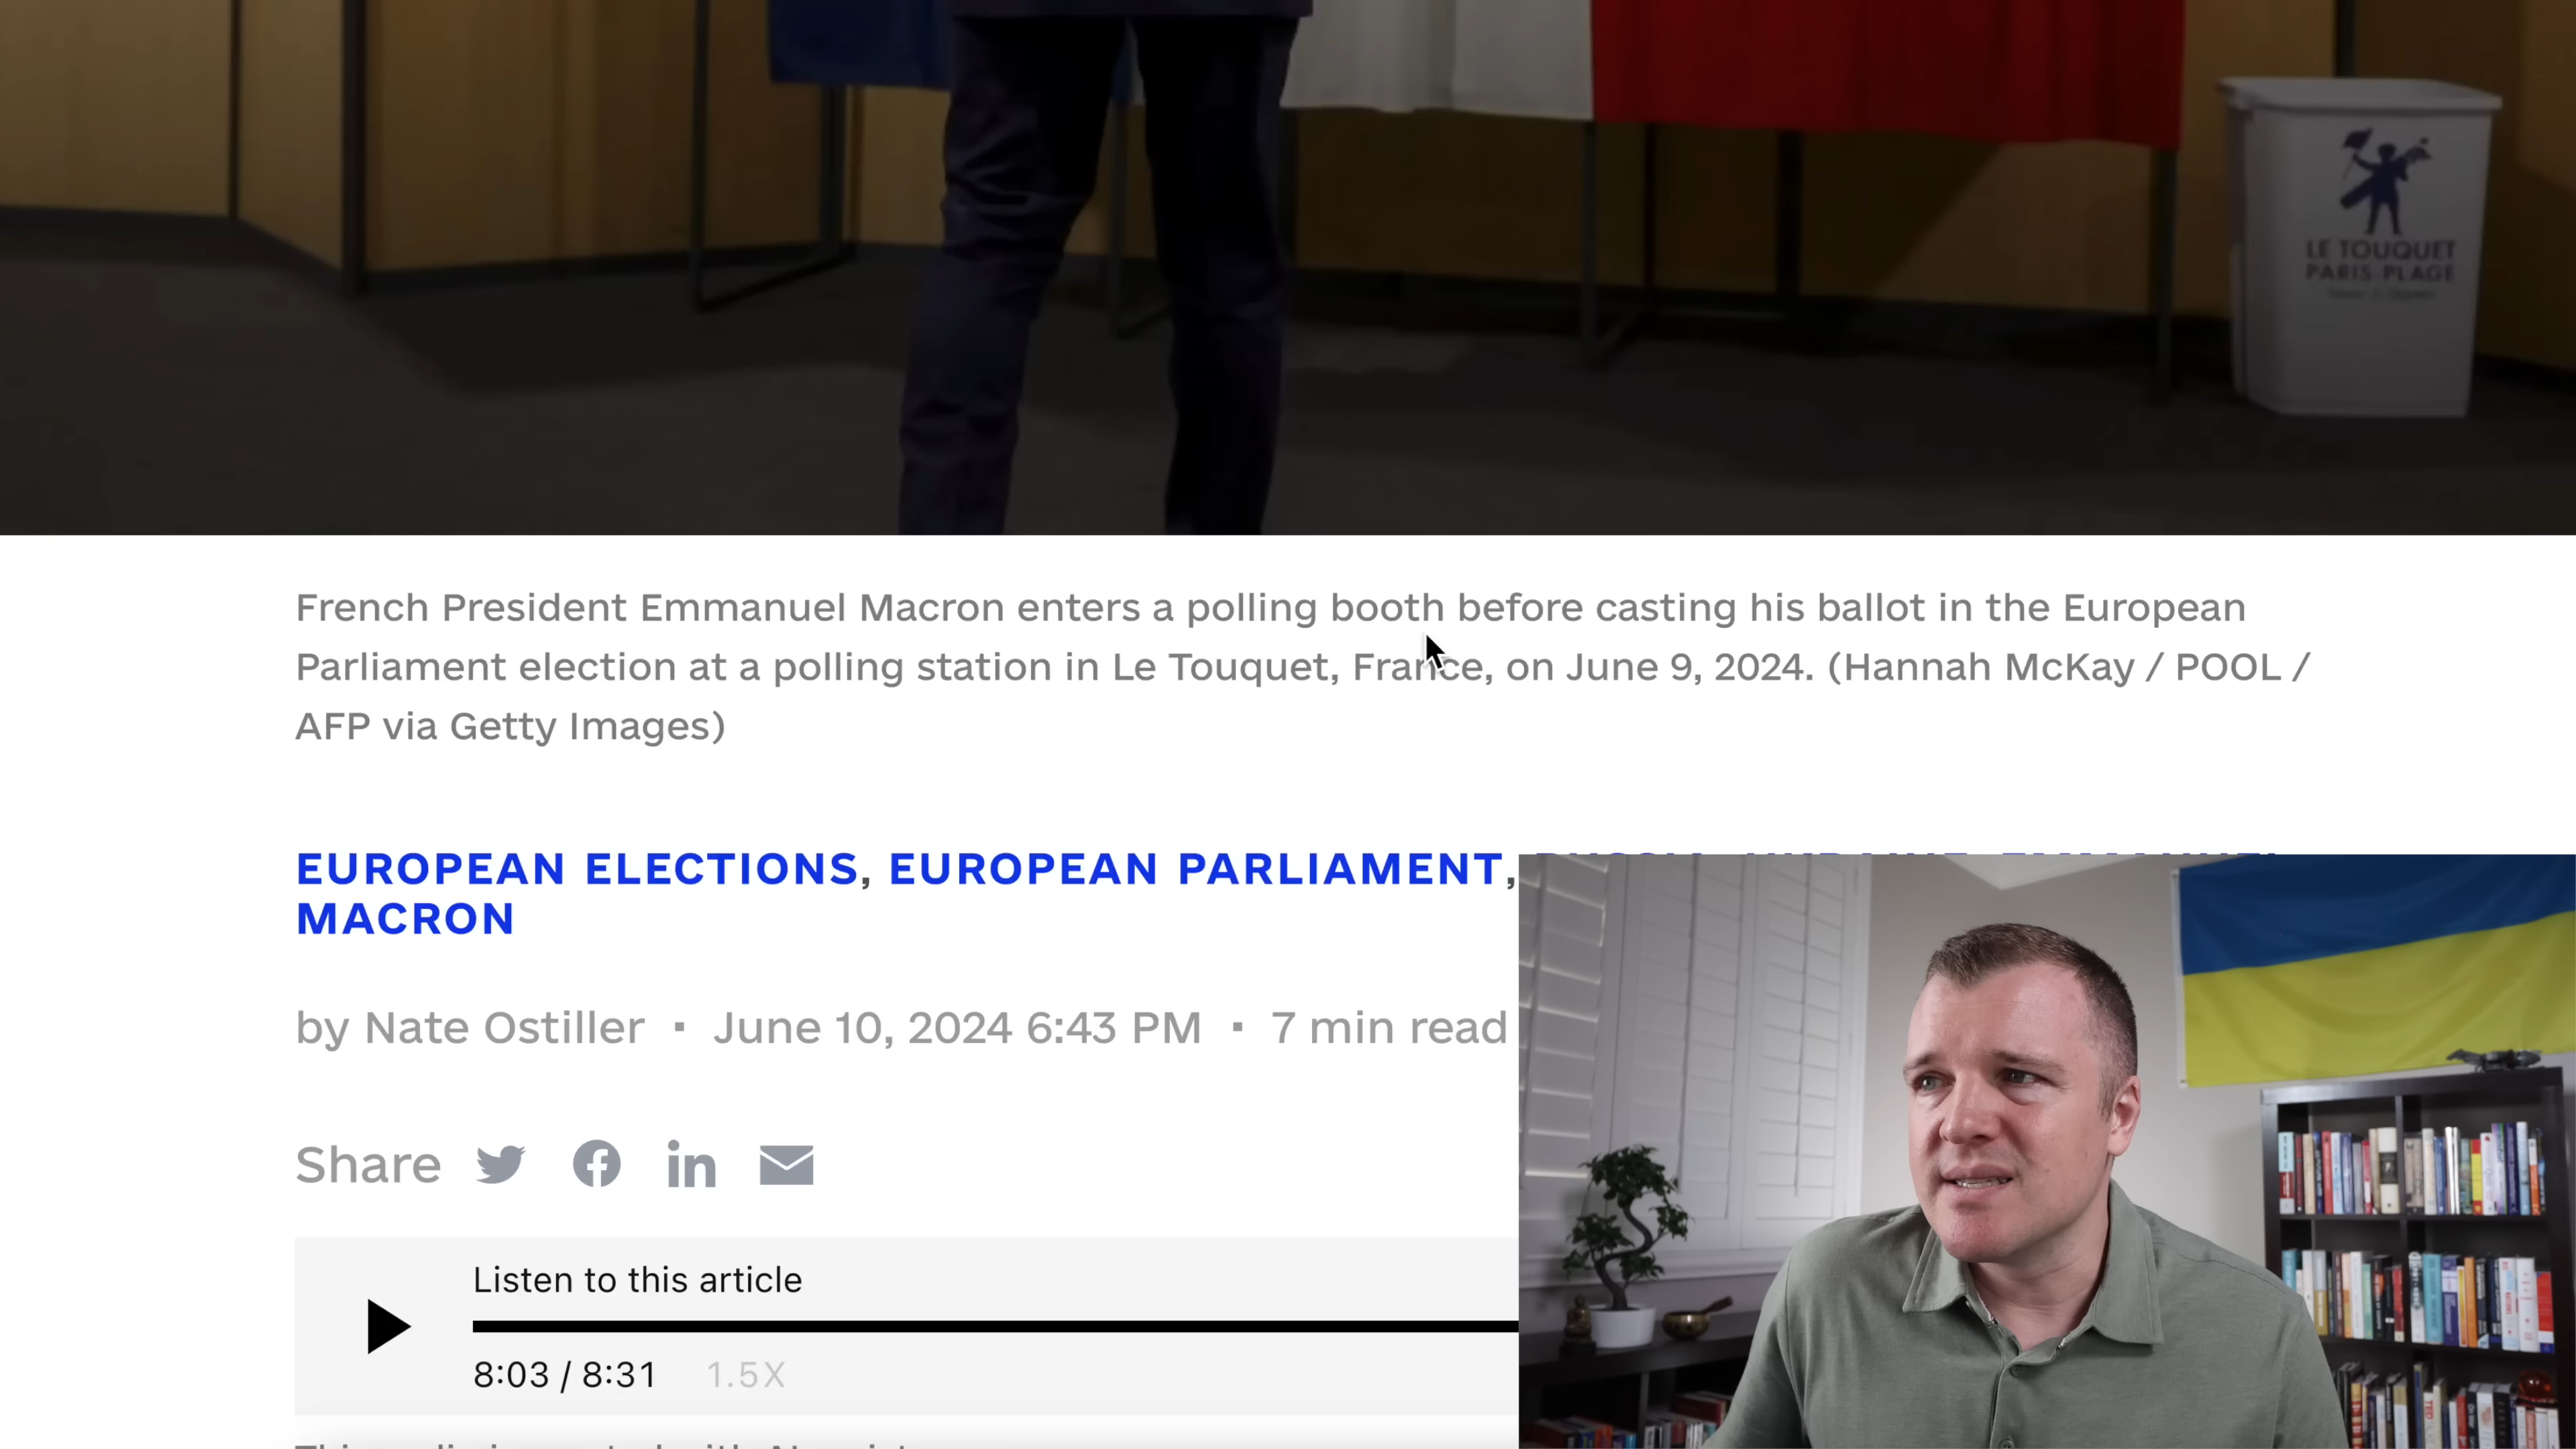 LE TOUQUET
PARIS-PLAGE
French President Emmanuel Macron enters a polling booth before casting his ballot in the European
Parliament election at a polling station in Le Touquet, France, on June 9, 2024. (Hannah McKay / POOL /
AFP via Getty Images)
EUROPEAN ELECTIONS, EUROPEAN PARLIAMENT,
MACRON
by Nate Ostiller ▪ June 10, 2024 6:43 PM ▪ 7 min read
Share
Listen to this article
8:03 / 8:31 1.5X